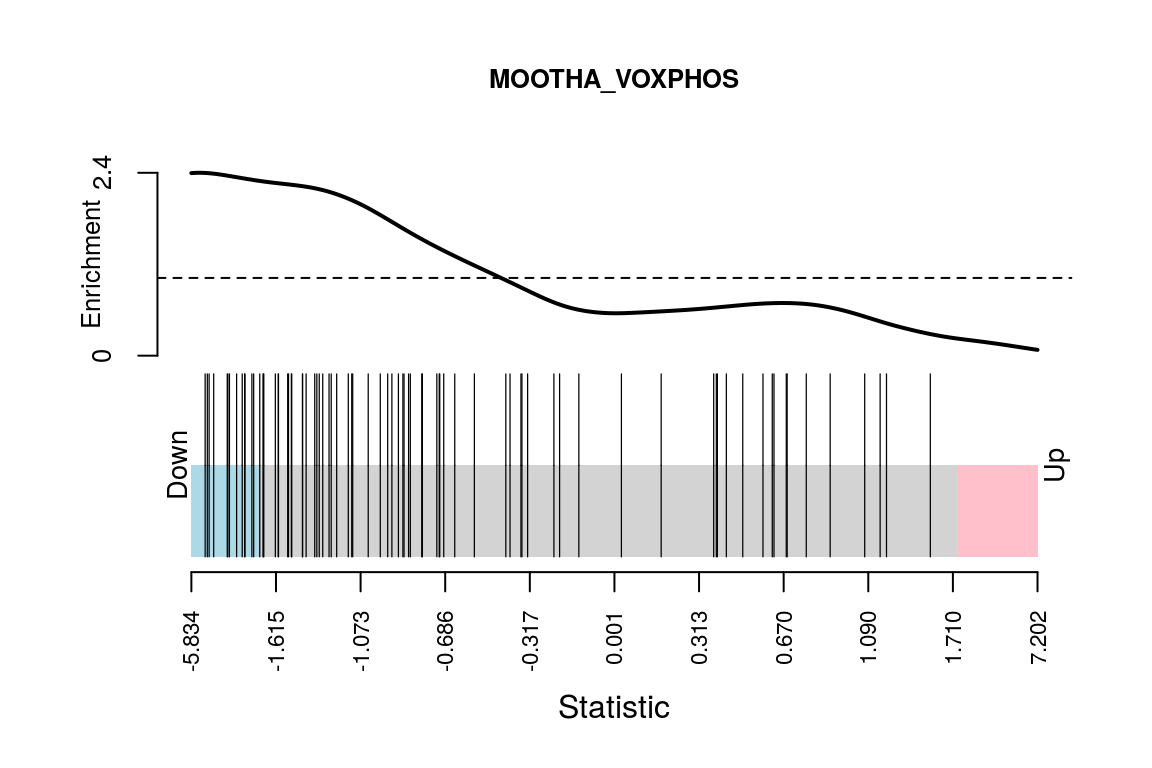 MOOTHA_VOXPHOS
Enrichment
2.4
0
Down
Up
-5.834
-1.615
-1.073
-0.686
-0.317
0.001
0.313
0.670
1.090
1.710
7.202
Statistic